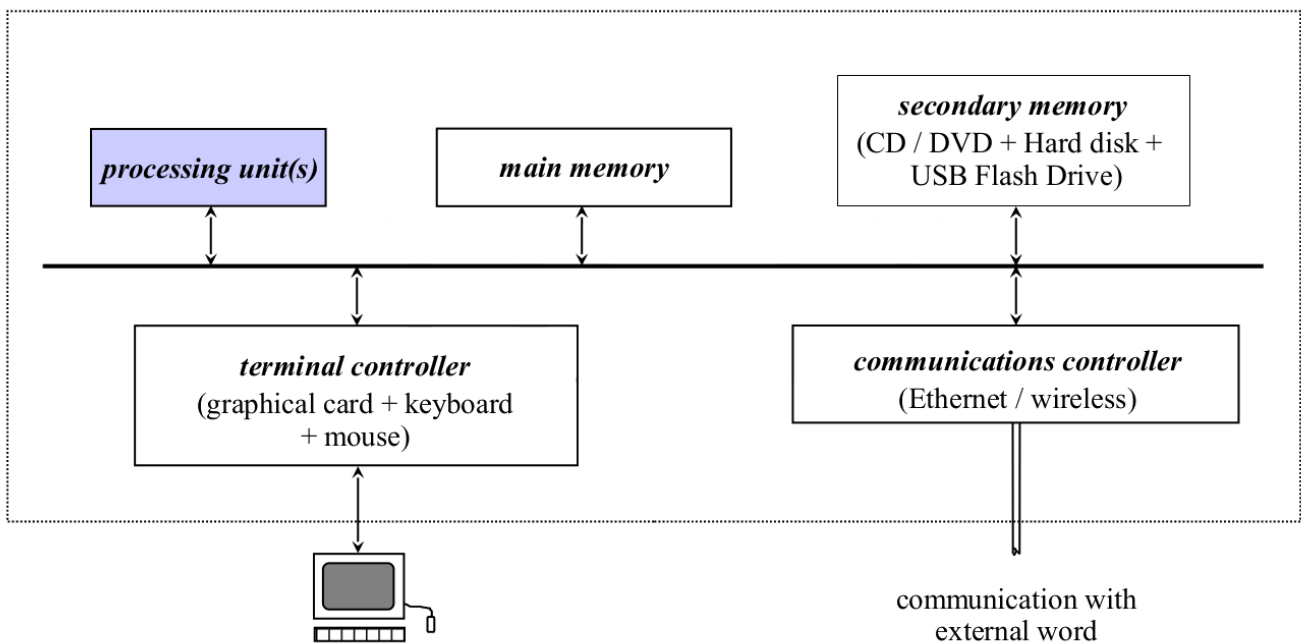 processing unit(s)
main memory
secondary memory
(CD / DVD + Hard disk +
USB Flash Drive)
terminal controller
(graphical card + keyboard
+ mouse)
communications controller
(Ethernet / wireless)
communication with
external word